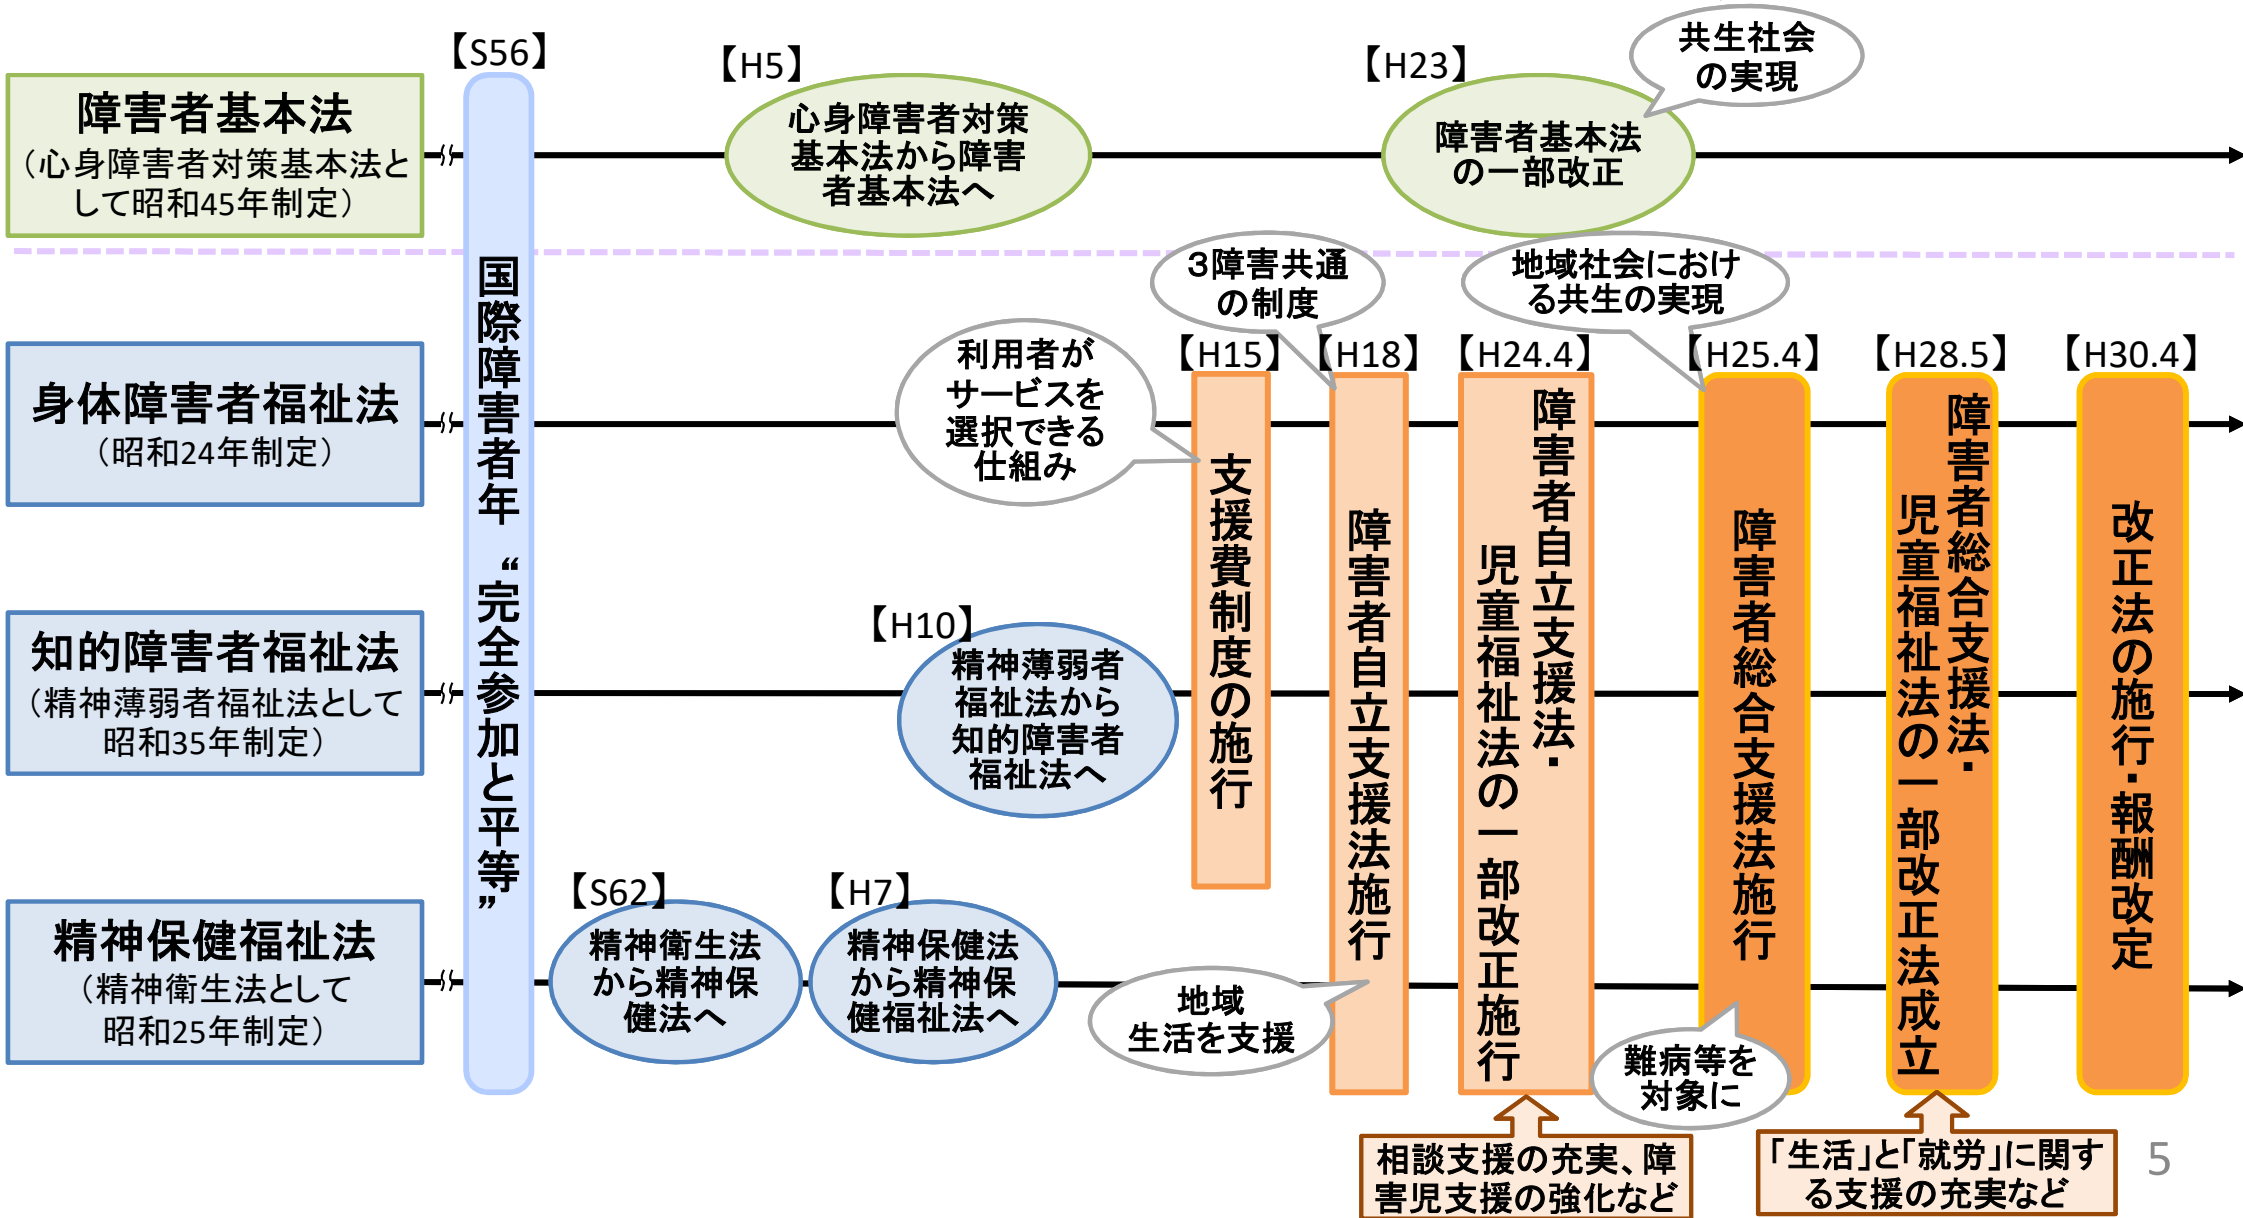 【S56】
【H5】
【H23】
共生社会
の実現
障害者基本法
（心身障害者対策基本法と
して昭和45年制定）
心身障害者対策
基本法から障害
者基本法へ
障害者基本法
の一部改正
国際障害者年 “完全参加と平等”
3障害共通
の制度
地域社会におけ
る共生の実現
身体障害者福祉法
（昭和24年制定）
利用者が
サービスを
選択できる
仕組み
【H15】
【H18】
【H24.4】
【H25.4】
【H28.5】
【H30.4】
支援費制度の施行
障害者自立支援法施行
障害者自立支援法・
児童福祉法の一部改正施行
障害者総合支援法施行
障害者総合支援法・
児童福祉法の一部改正法成立
改正法の施行・報酬改定
知的障害者福祉法
（精神薄弱者福祉法として
昭和35年制定）
【H10】
精神薄弱者
福祉法から
知的障害者
福祉法へ
精神保健福祉法
（精神衛生法として
昭和25年制定）
【S62】
精神衛生法
から精神保
健法へ
【H7】
精神保健法
から精神保
健福祉法へ
地域
生活を支援
難病等を
対象に
相談支援の充実、障
害児支援の強化など
「生活」と「就労」に関す
る支援の充実など
5